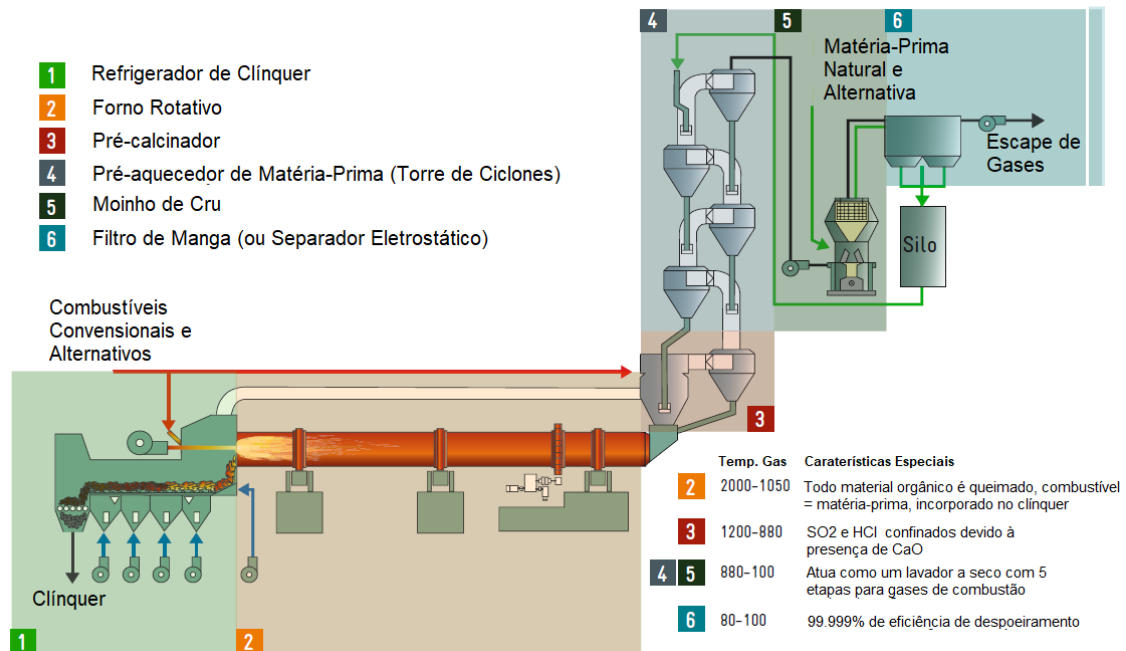 4
5
6
Matéria-Prima
Natural e
Alternativa
Escape de
Gases
1 Refrigerador de Clínquer
2 Forno Rotativo
3 Pré-calcinador
4 Pré-aquecedor de Matéria-Prima (Torre de Ciclones)
5 Moinho de Cru
6 Filtro de Manga (ou Separador Eletrostático)
Silo
Combustíveis
Convensionais e
Alternativos
3
Clínquer
1
2
Temp. Gas Caraterísticas Especiais
2 2000-1050 Todo material orgânico é queimado, combustível
= matéria-prima, incorporado no clínquer
3 1200-880 SO2 e HCl confinados devido à
presença de CaO
4 5 880-100 Atua como um lavador a seco com 5
etapas para gases de combustão
6 80-100 99.999% de eficiência de despoeiramento